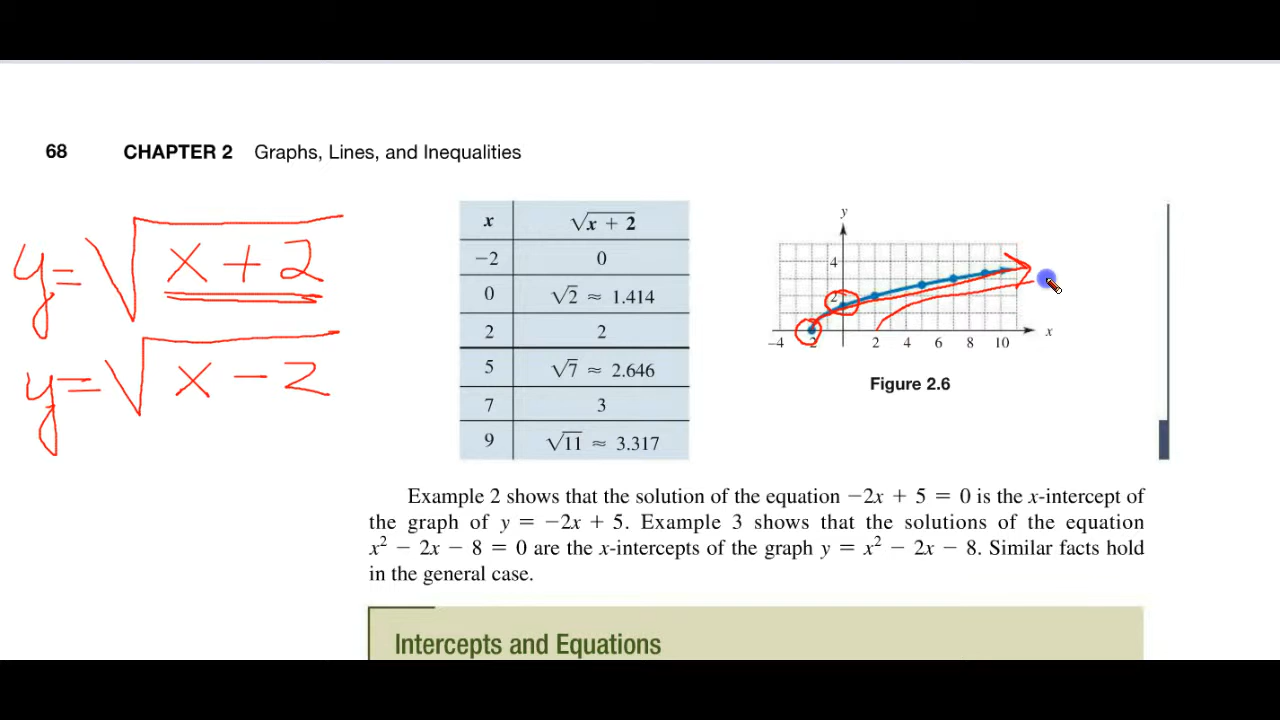 68 CHAPTER 2 Graphs, Lines, and Inequalities
y = √x + 2
y = √x − 2
x √x + 2
−2 0
0 √2 ≈ 1.414
2 2
5 √7 ≈ 2.646
7 3
9 √11 ≈ 3.317
y
4
2
−4 2 2 4 6 8 10 x
Figure 2.6
Example 2 shows that the solution of the equation −2x + 5 = 0 is the x-intercept of
the graph of y = −2x + 5. Example 3 shows that the solutions of the equation
x² − 2x − 8 = 0 are the x-intercepts of the graph y = x² − 2x − 8. Similar facts hold
in the general case.
Intercepts and Equations